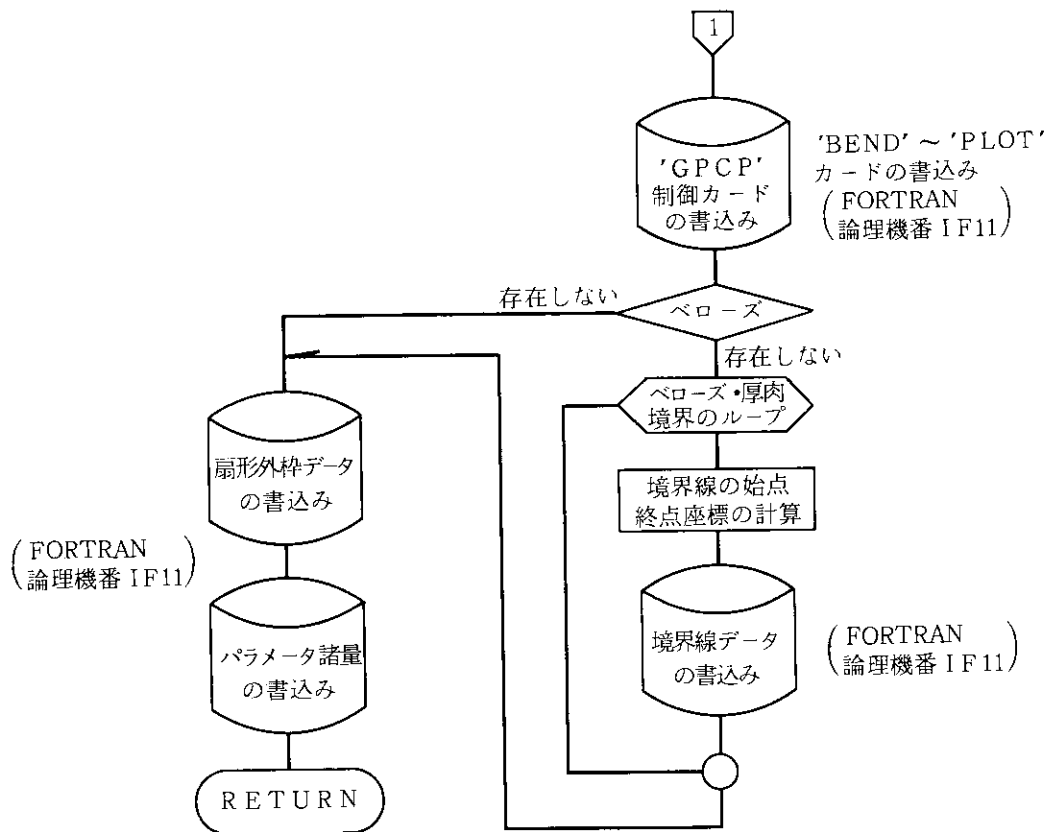 1
'GPCP'
制御カード
の書込み
'BEND' ～ 'PLOT'
カードの書込み
(FORTRAN
論理機番 IF11)
ベローズ
存在しない
存在しない
ベローズ・厚肉
境界のループ
境界線の始点
終点座標の計算
境界線データ
の書込み
(FORTRAN
論理機番 IF11)
扇形外枠データ
の書込み
(FORTRAN
論理機番 IF11)
パラメータ諸量
の書込み
RETURN